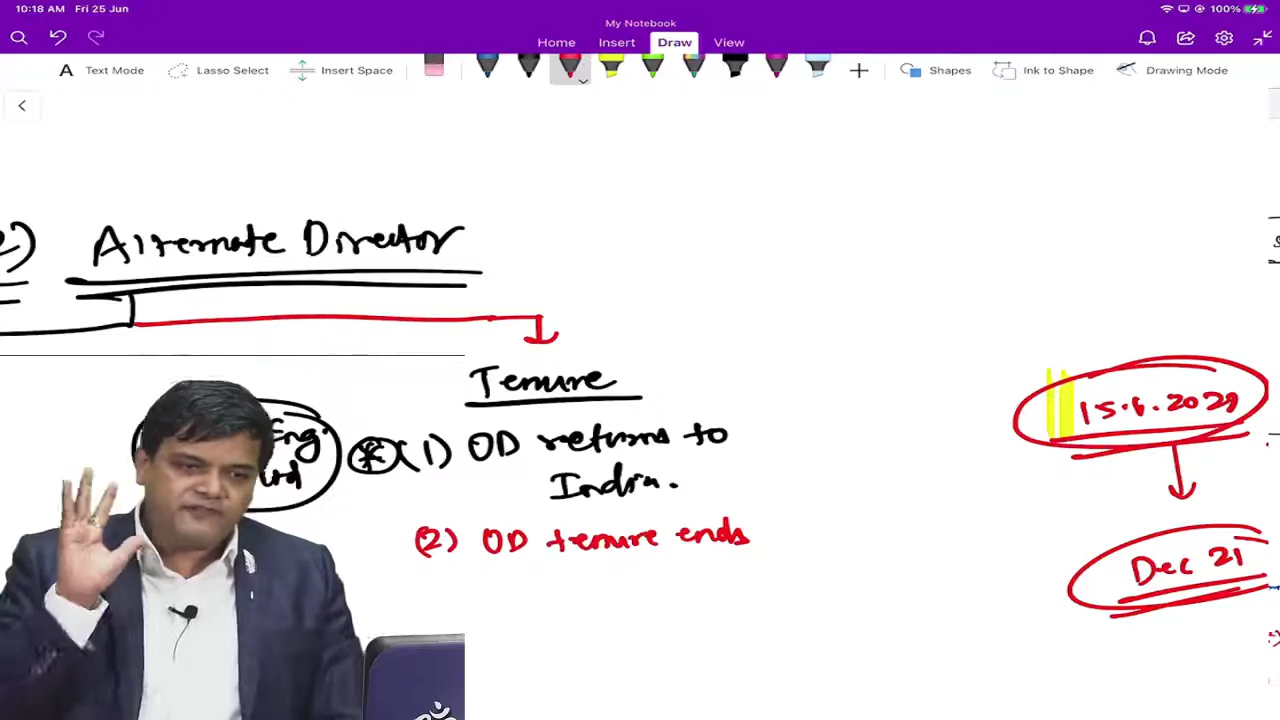 10:18 AM Fri 25 Jun
100%
My Notebook
Home Insert Draw View
A Text Mode Lasso Select Insert Space Shapes Ink to Shape Drawing Mode
Alternate Director
Tenure
15.6.2021
Eng.
(1) OD returns to
India.
(2) OD tenure ends
Dec 21
ॐ